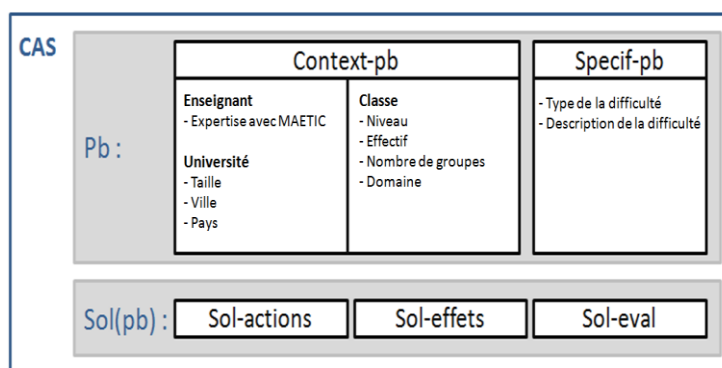 CAS
Pb :
Context-pb
Enseignant
- Expertise avec MAETIC
Université
- Taille
- Ville
- Pays
Classe
- Niveau
- Effectif
- Nombre de groupes
- Domaine
Specif-pb
- Type de la difficulté
- Description de la difficulté
Sol(pb) :
Sol-actions
Sol-effets
Sol-eval